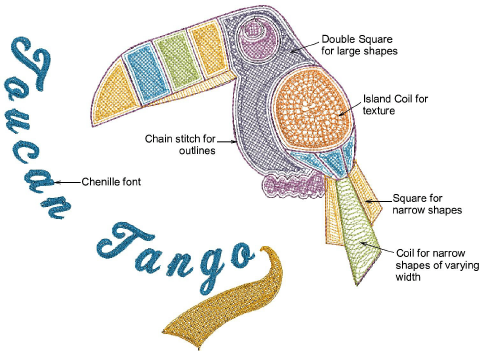 Toucan
Tango
Double Square
for large shapes
Island Coil for
texture
Chain stitch for
outlines
Chenille font
Square for
narrow shapes
Coil for narrow
shapes of varying
width